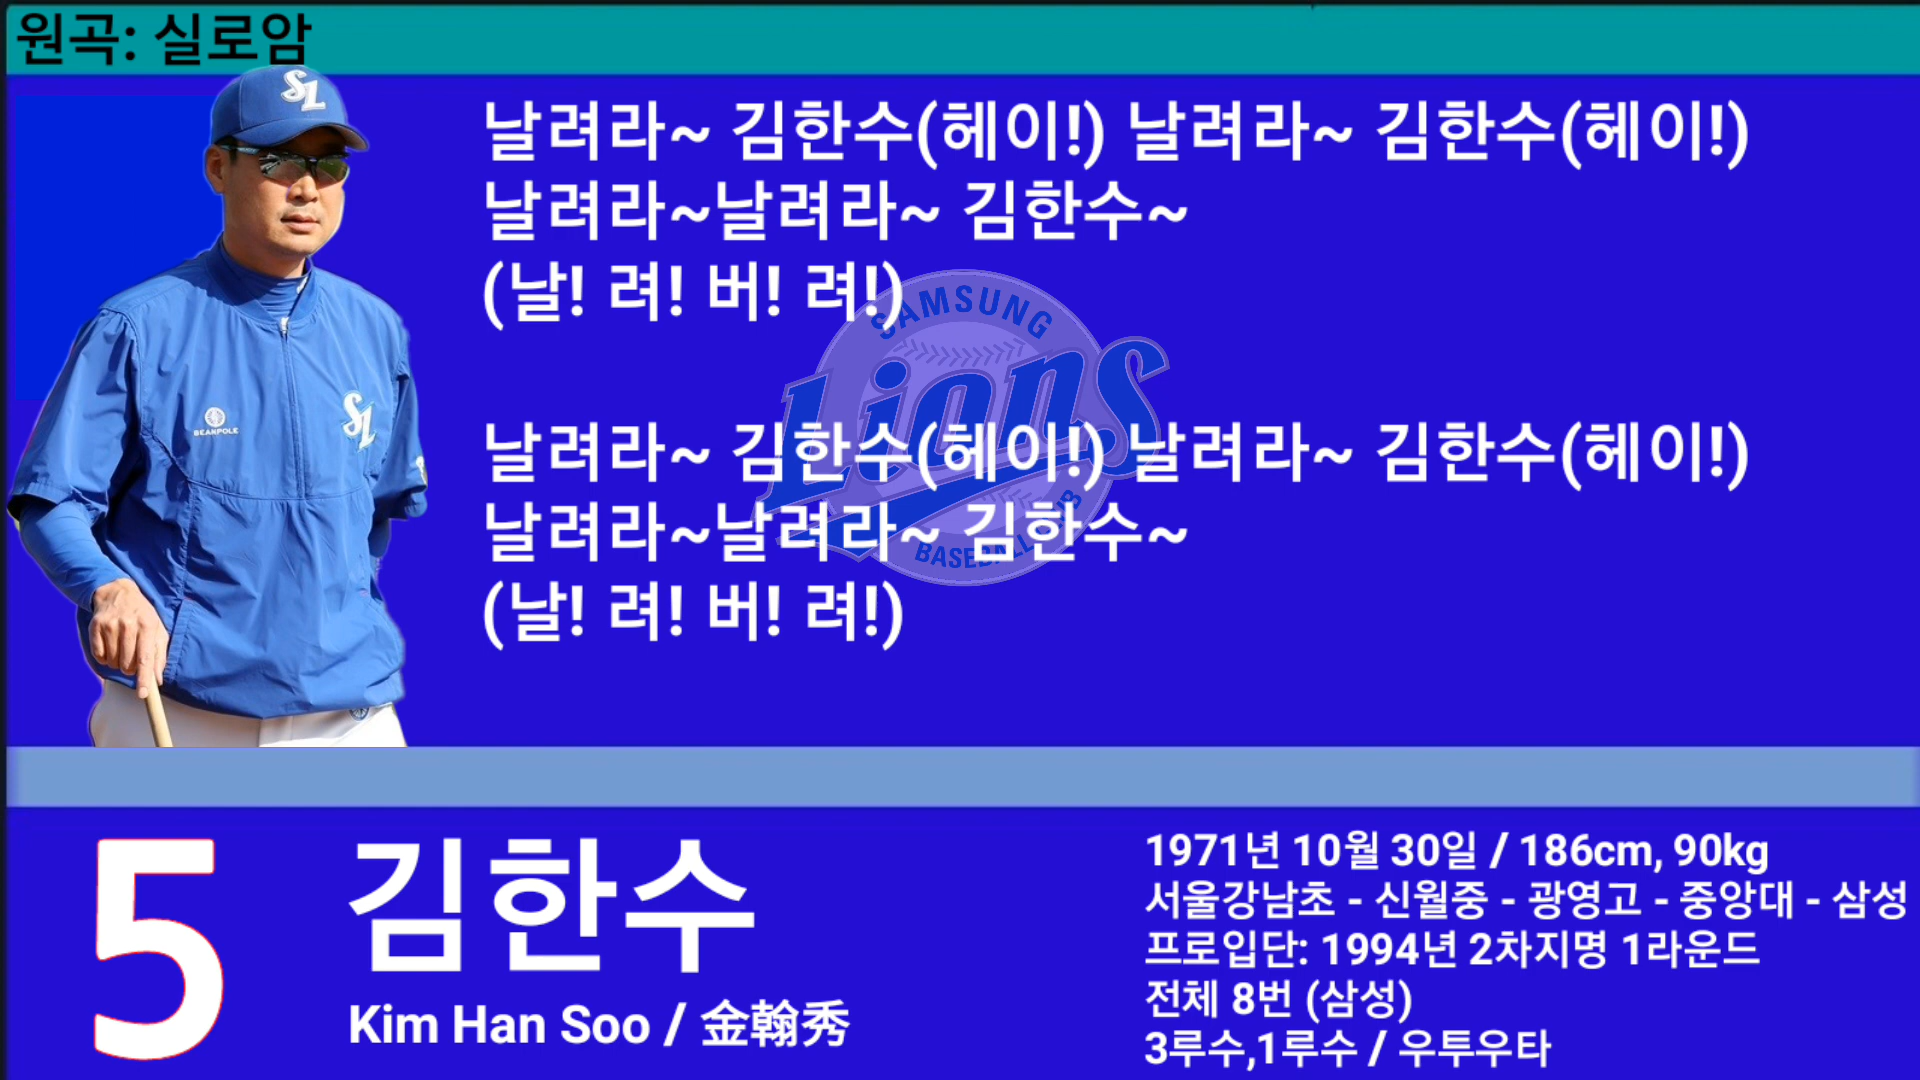 원곡: 실로암
날려라~ 김한수(헤이!) 날려라~ 김한수(헤이!)
날려라~날려라~ 김한수~
(날! 려! 버! 려!)
SAMSUNG
Lions
BASEBALL CLUB
날려라~ 김한수(헤이!) 날려라~ 김한수(헤이!)
날려라~날려라~ 김한수~
(날! 려! 버! 려!)
SL
SL
BEANPOLE
5
김한수
Kim Han Soo / 金翰秀
1971년 10월 30일 / 186cm, 90kg
서울강남초 - 신월중 - 광영고 - 중앙대 - 삼성
프로입단: 1994년 2차지명 1라운드
전체 8번 (삼성)
3루수,1루수 / 우투우타